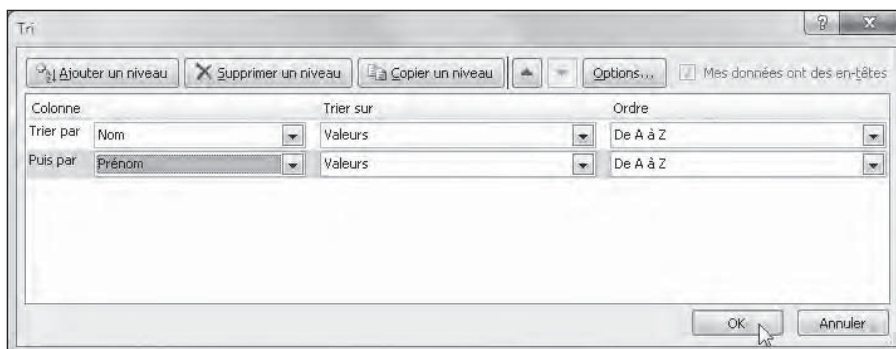 Tri
Ajouter un niveau Supprimer un niveau Copier un niveau Options... Mes données ont des en-têtes
Colonne Trier sur Ordre
Trier par Nom Valeurs De A à Z
Puis par Prénom Valeurs De A à Z
OK Annuler